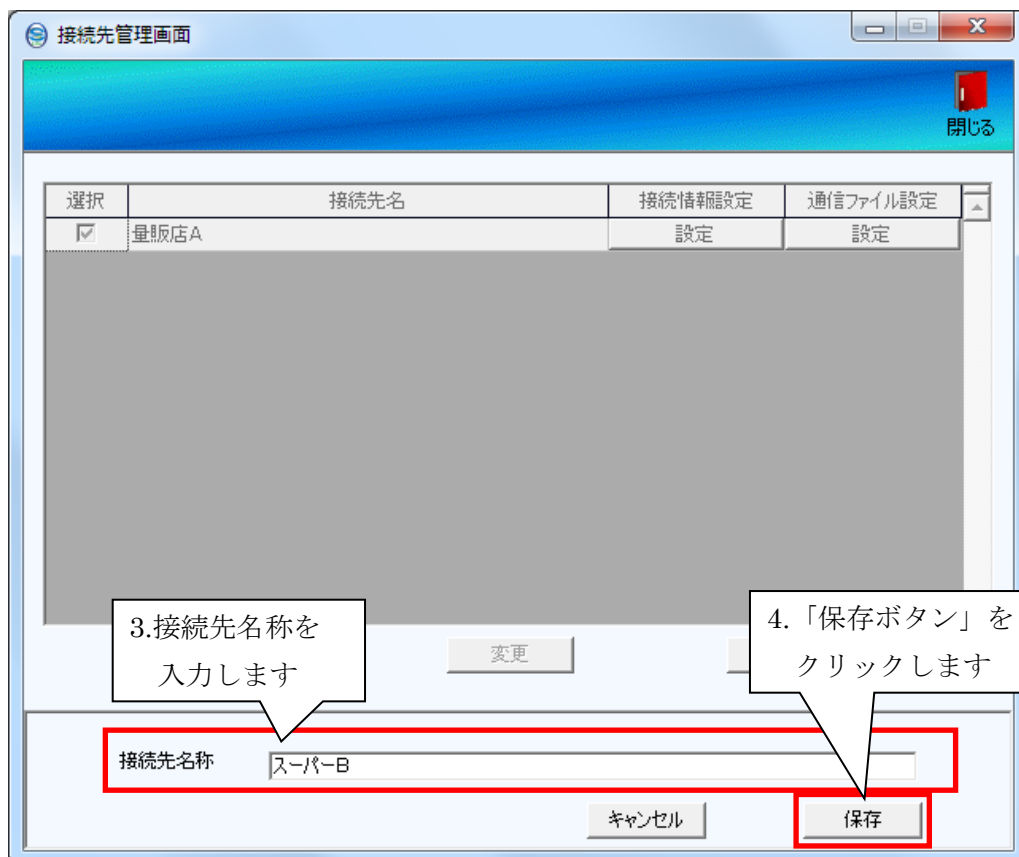 接続先管理画面
閉じる
選択 接続先名 接続情報設定 通信ファイル設定
量販店A 設定 設定
3.接続先名称を
入力します
変更
4.「保存ボタン」を
クリックします
接続先名称 スーパーB
キャンセル 保存